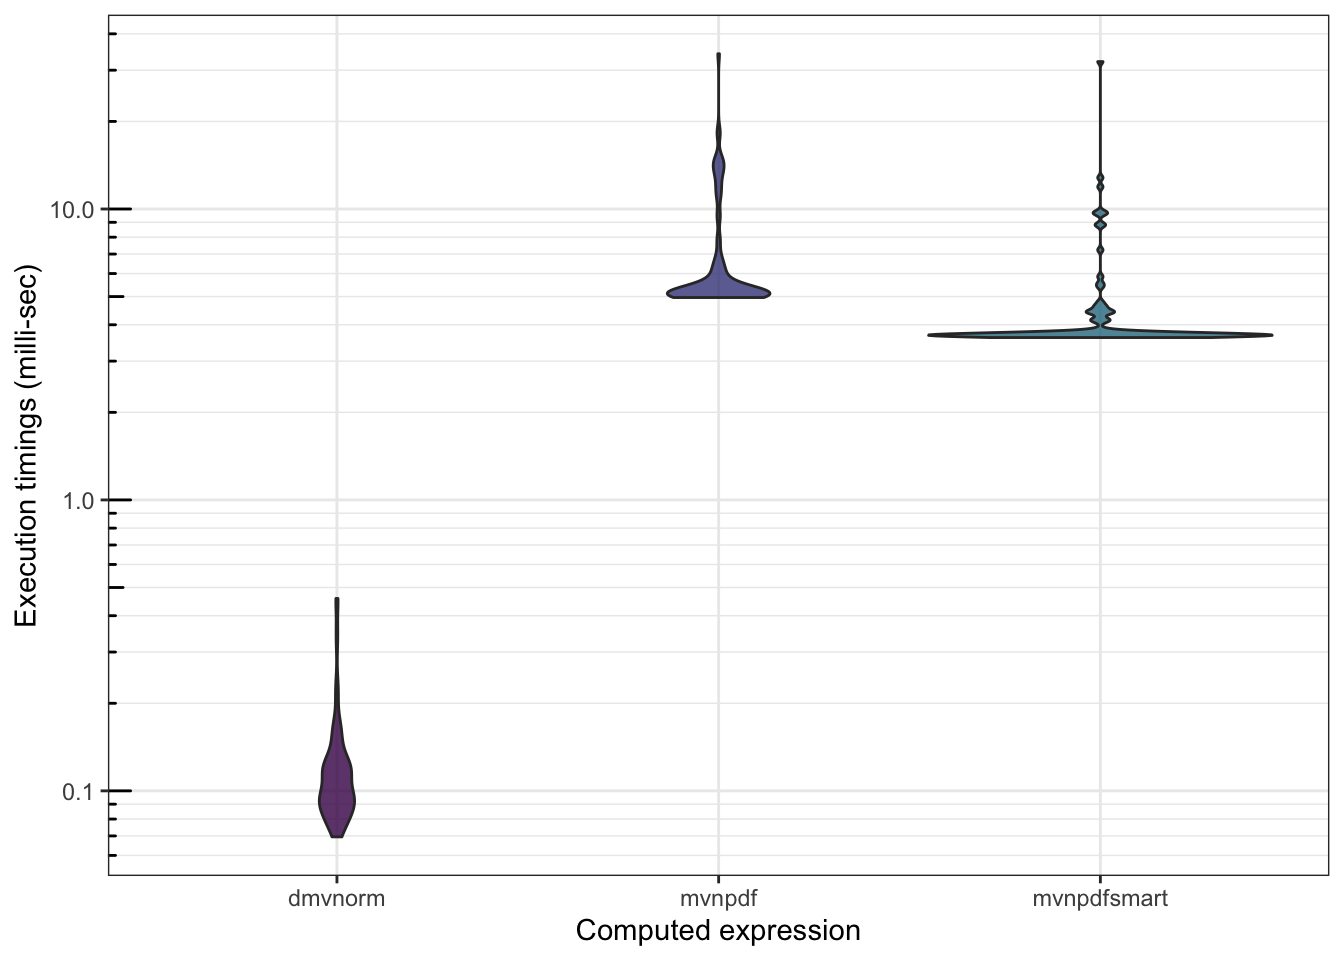 Execution timings (milli-sec)
10.0
1.0
0.1
dmvnorm
mvnpdf
mvnpdfsmart
Computed expression